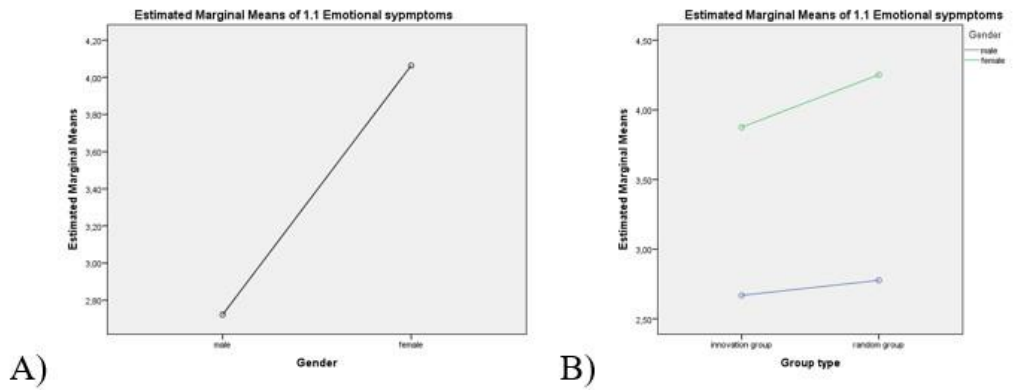 Estimated Marginal Means of 1.1 Emotional sypmptoms
4,20
4,00
3,80
3,60
3,40
3,20
3,00
2,80
Estimated Marginal Means
male female
Gender
A)
Estimated Marginal Means of 1.1 Emotional sypmptoms
Gender
male
female
4,50
4,00
3,50
3,00
2,50
Estimated Marginal Means
innovation group random group
Group type
B)